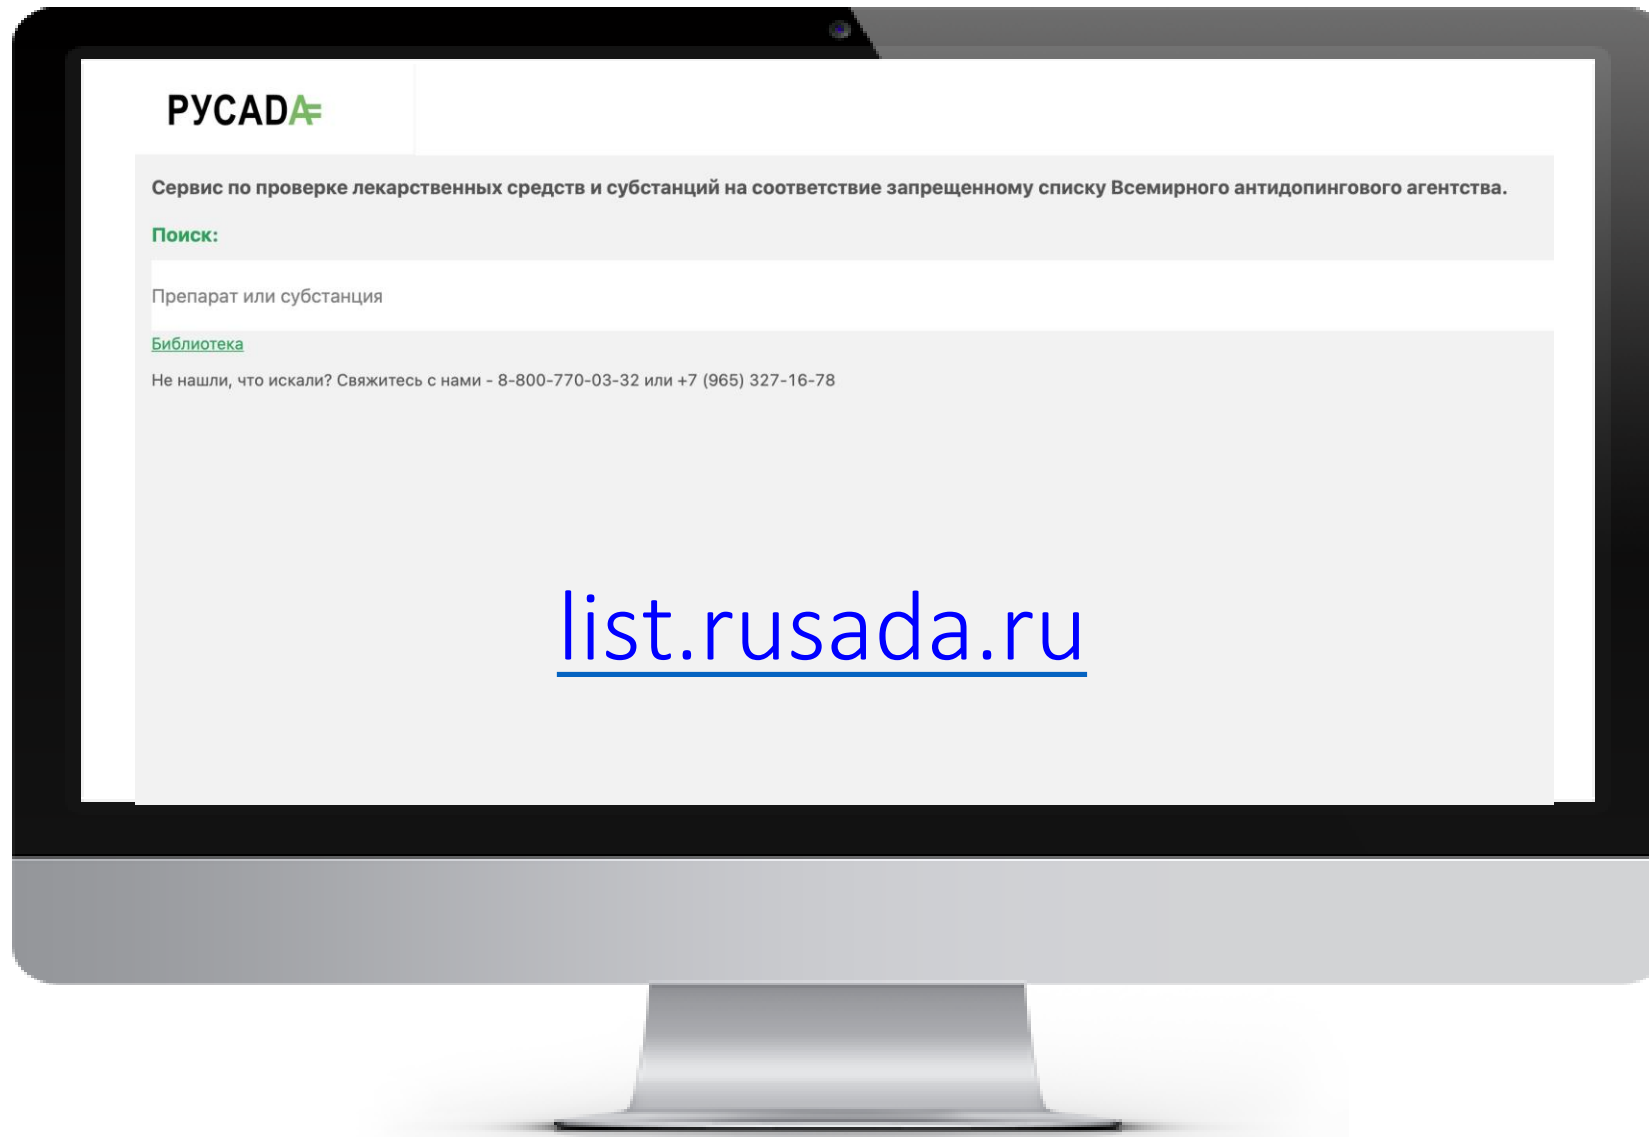 РУСАDA
Сервис по проверке лекарственных средств и субстанций на соответствие запрещенному списку Всемирного антидопингового агентства.
Поиск:
Препарат или субстанция
Библиотека
Не нашли, что искали? Свяжитесь с нами - 8-800-770-03-32 или +7 (965) 327-16-78
list.rusada.ru